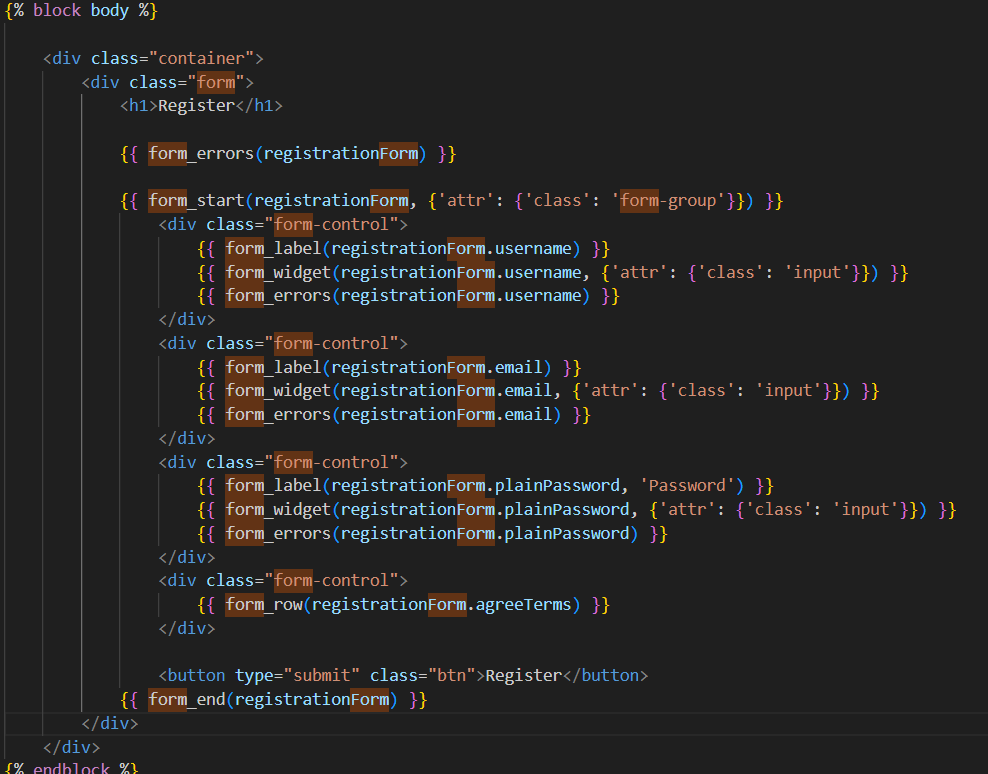 {% block body %}
<div class="container">
<div class="form">
<h1>Register</h1>
{{ form_errors(registrationForm) }}
{{ form_start(registrationForm, {'attr': {'class': 'form-group'}}) }}
<div class="form-control">
{{ form_label(registrationForm.username) }}
{{ form_widget(registrationForm.username, {'attr': {'class': 'input'}}) }}
{{ form_errors(registrationForm.username) }}
</div>
<div class="form-control">
{{ form_label(registrationForm.email) }}
{{ form_widget(registrationForm.email, {'attr': {'class': 'input'}}) }}
{{ form_errors(registrationForm.email) }}
</div>
<div class="form-control">
{{ form_label(registrationForm.plainPassword, 'Password') }}
{{ form_widget(registrationForm.plainPassword, {'attr': {'class': 'input'}}) }}
{{ form_errors(registrationForm.plainPassword) }}
</div>
<div class="form-control">
{{ form_row(registrationForm.agreeTerms) }}
</div>
<button type="submit" class="btn">Register</button>
{{ form_end(registrationForm) }}
</div>
</div>
{% endblock %}